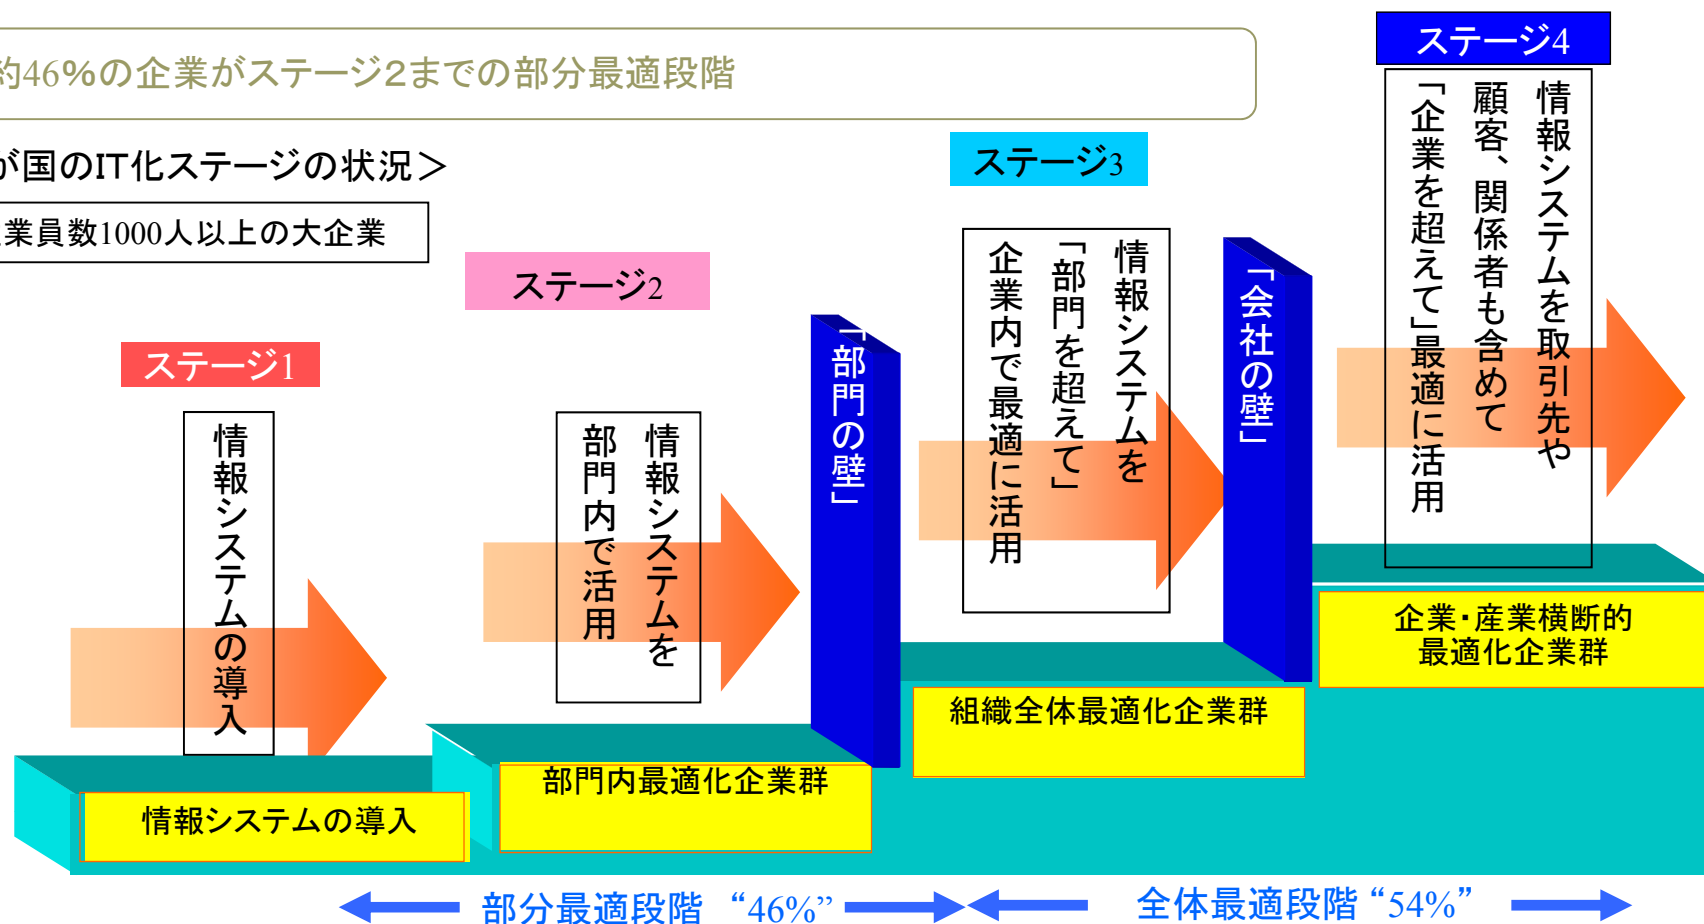 約46%の企業がステージ2までの部分最適段階
が国のIT化ステージの状況＞
業員数1000人以上の大企業
ステージ1
情報システムの導入
情報システムの導入
ステージ2
情報システムを
部門内で活用
部門内最適化企業群
「部門の壁」
ステージ3
情報システムを
「部門を超えて」
企業内で最適に活用
組織全体最適化企業群
「会社の壁」
ステージ4
情報システムを取引先や
顧客、関係者も含めて
「企業を超えて」最適に活用
企業・産業横断的
最適化企業群
部分最適段階 “46%”
全体最適段階 “54%”